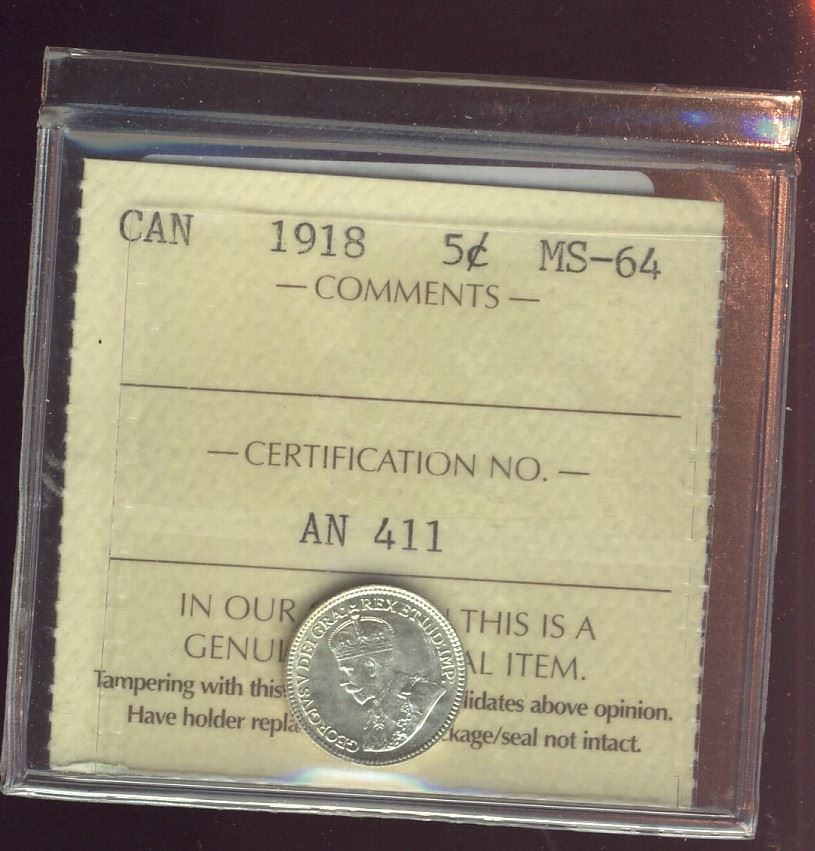 CAN 1918 5¢ MS-64
— COMMENTS —
— CERTIFICATION NO. —
AN 411
IN OUR THIS IS A
GENU AL ITEM.
Tampering with this lidates above opinion.
Have holder repla kage/seal not intact.
GEORGIVS V DEI GRA: REX ET IND: IMP: